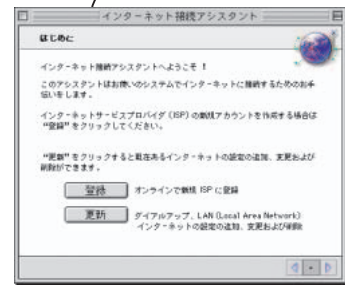 インターネット接続アシスタント
はじめに
インターネット接続アシスタントへようこそ！
このアシスタントはお使いのシステムでインターネットに接続するためのお手
伝いをします。
インターネットサービスプロバイダ (ISP) の新規アカウントを作成する場合は
“登録” をクリックしてください。
“更新” をクリックすると現在あるインターネットの設定の追加、変更および
削除ができます。
登録 オンラインで新規 ISP に登録
更新 ダイアルアップ、LAN (Local Area Network)
インターネットの設定の追加、変更および削除